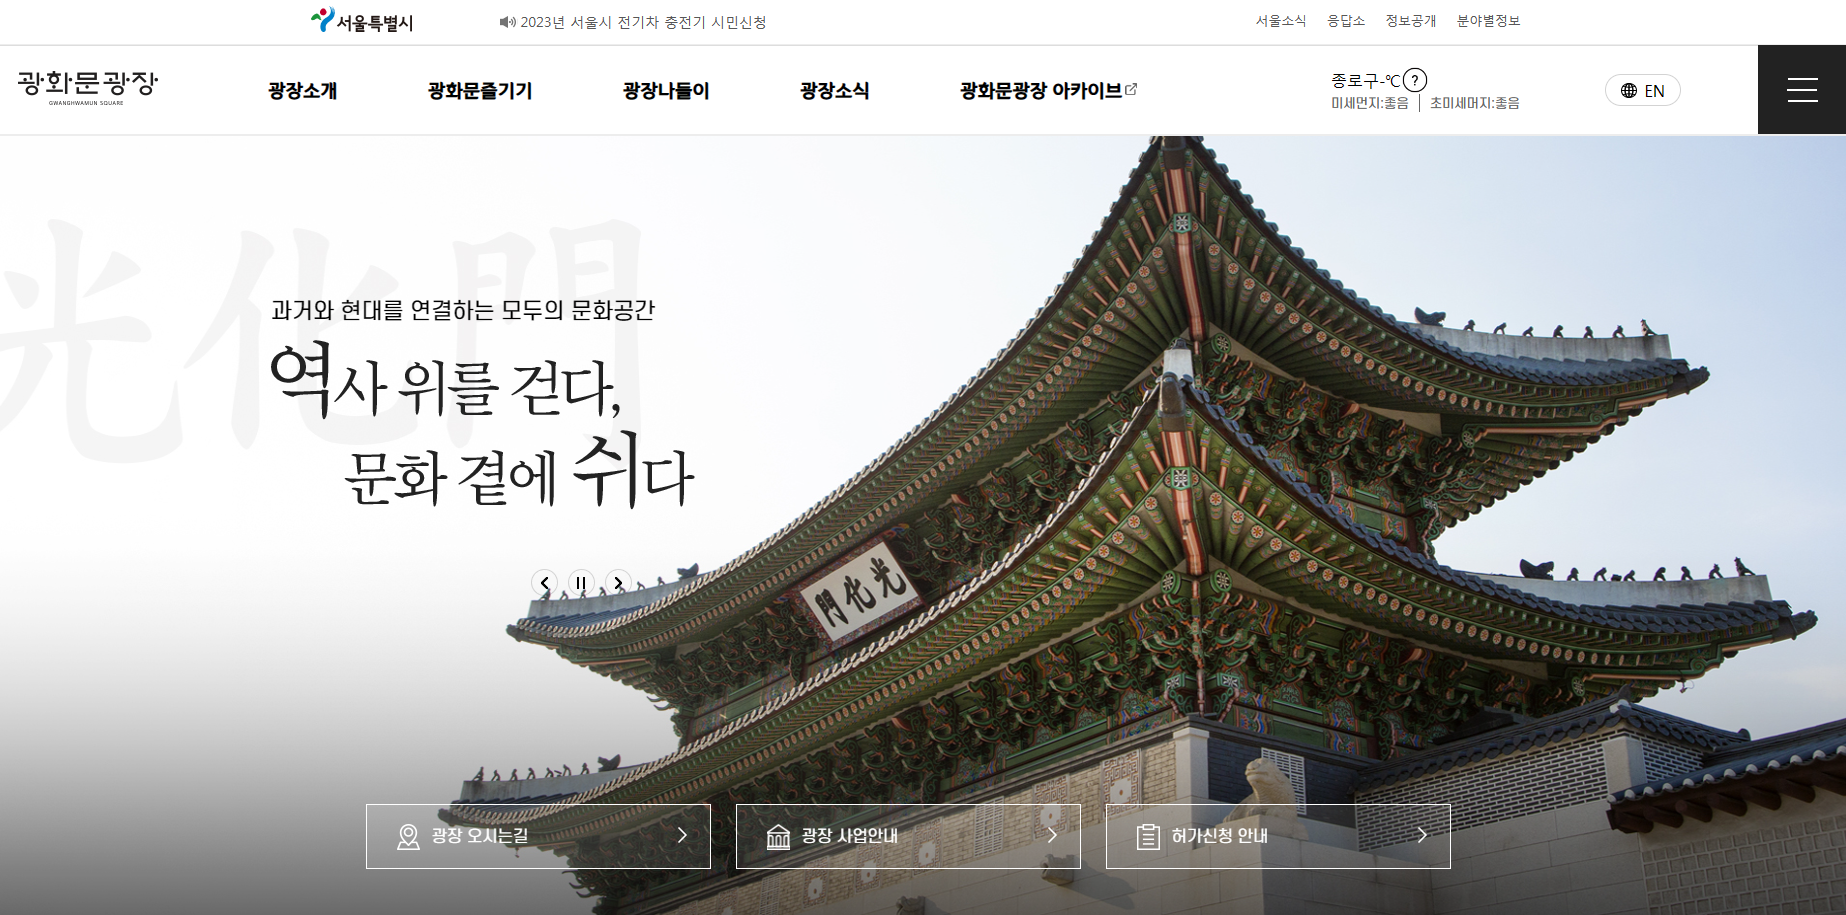 서울특별시
2023년 서울시 전기차 충전기 시민신청
서울소식 응답소 정보공개 분야별정보
광화문광장
GWANGHWAMUN SQUARE
광장소개 광화문즐기기 광장나들이 광장소식 광화문광장 아카이브
종로구-℃ ?
미세먼지:좋음 초미세머지:좋음
EN
光化門
과거와 현대를 연결하는 모두의 문화공간
역사 위를 걷다,
문화 곁에 쉬다
門化光
광장 오시는길
광장 사업안내
허가신청 안내